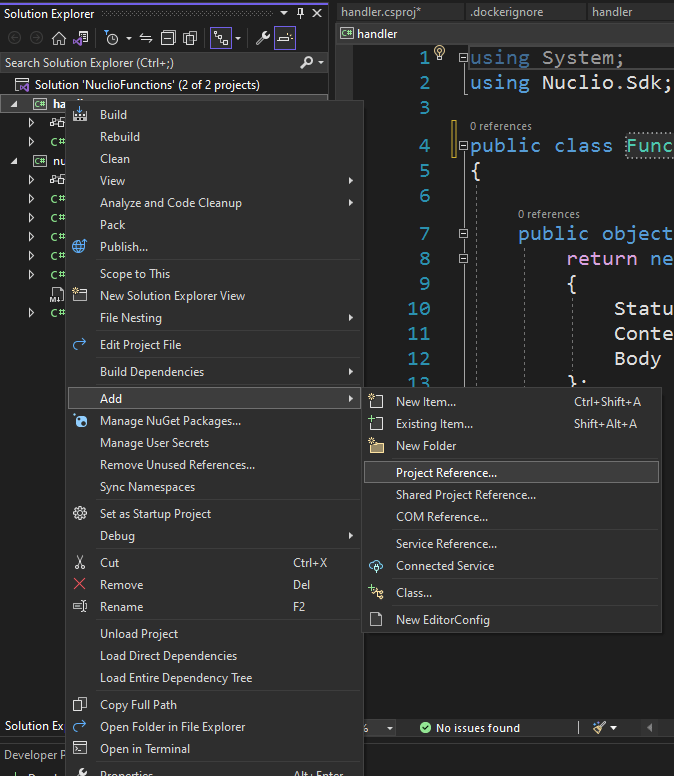 Solution Explorer
Search Solution Explorer (Ctrl+;)
Solution 'NuclioFunctions' (2 of 2 projects)
C#
C#
C#
C#
C#
C#
C#
C#
C#
Build
Rebuild
Clean
View
Analyze and Code Cleanup
Pack
Publish...
Scope to This
New Solution Explorer View
File Nesting
Edit Project File
Build Dependencies
Add
Manage NuGet Packages...
Manage User Secrets
Remove Unused References...
Sync Namespaces
Set as Startup Project
Debug
Cut Ctrl+X
Remove Del
Rename F2
Unload Project
Load Direct Dependencies
Load Entire Dependency Tree
Copy Full Path
Open Folder in File Explorer
Open in Terminal
Properties Alt+Enter
New Item... Ctrl+Shift+A
Existing Item... Shift+Alt+A
New Folder
Project Reference...
Shared Project Reference...
COM Reference...
Service Reference...
Connected Service
Class...
New EditorConfig
handler.csproj* .dockerignore handler
C# handler
1 using System;
2 using Nuclio.Sdk;
3
0 references
4 public class Func
5 {
6
0 references
7 public object
8 return ne
9 {
10 Statu
11 Conte
12 Body
13 };
Solution Ex
% No issues found
Developer P